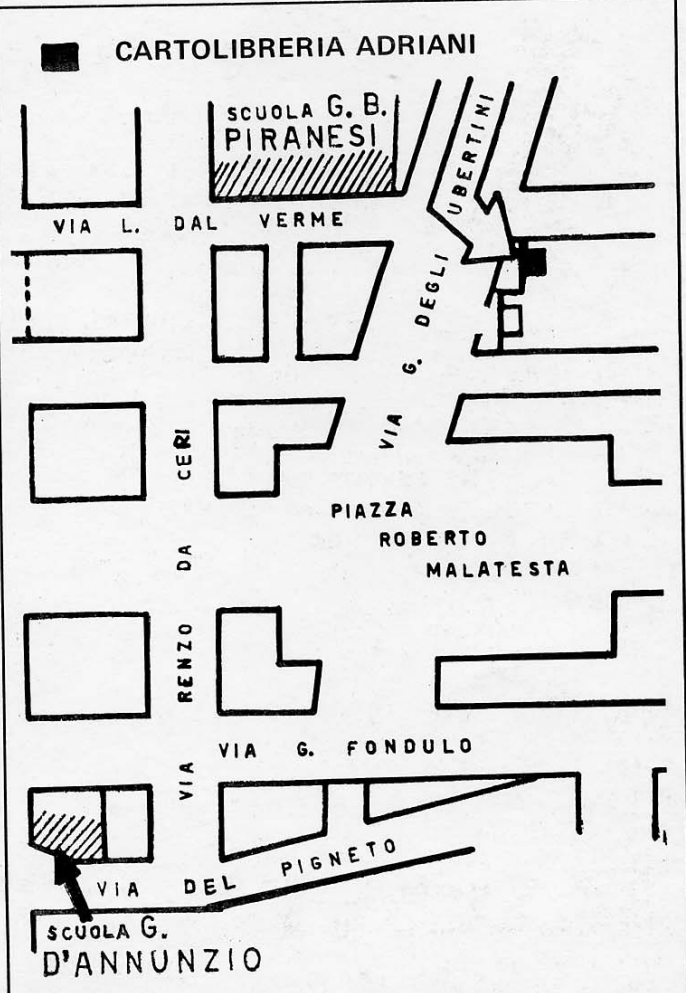 CARTOLIBRERIA ADRIANI
SCUOLA G. B.
PIRANESI
VIA L. DAL VERME
VIA G. DEGLI UBERTINI
VIA RENZO DA CERI
PIAZZA
ROBERTO
MALATESTA
VIA G. FONDULO
VIA DEL PIGNETO
SCUOLA G.
D'ANNUNZIO